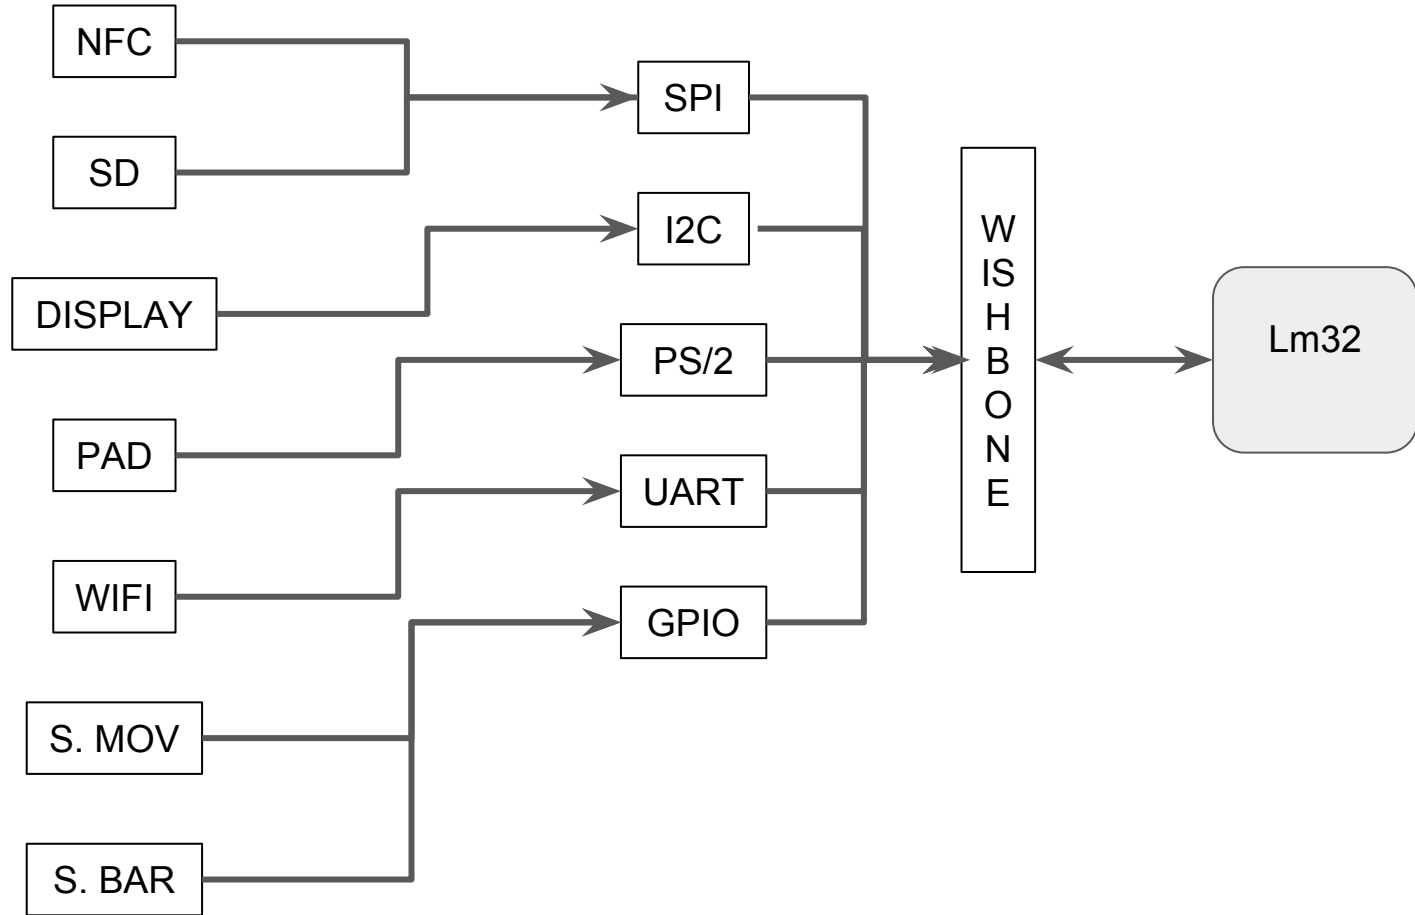 NFC
SD
DISPLAY
PAD
WIFI
S. MOV
S. BAR
SPI
I2C
PS/2
UART
GPIO
W
IS
H
B
O
N
E
Lm32